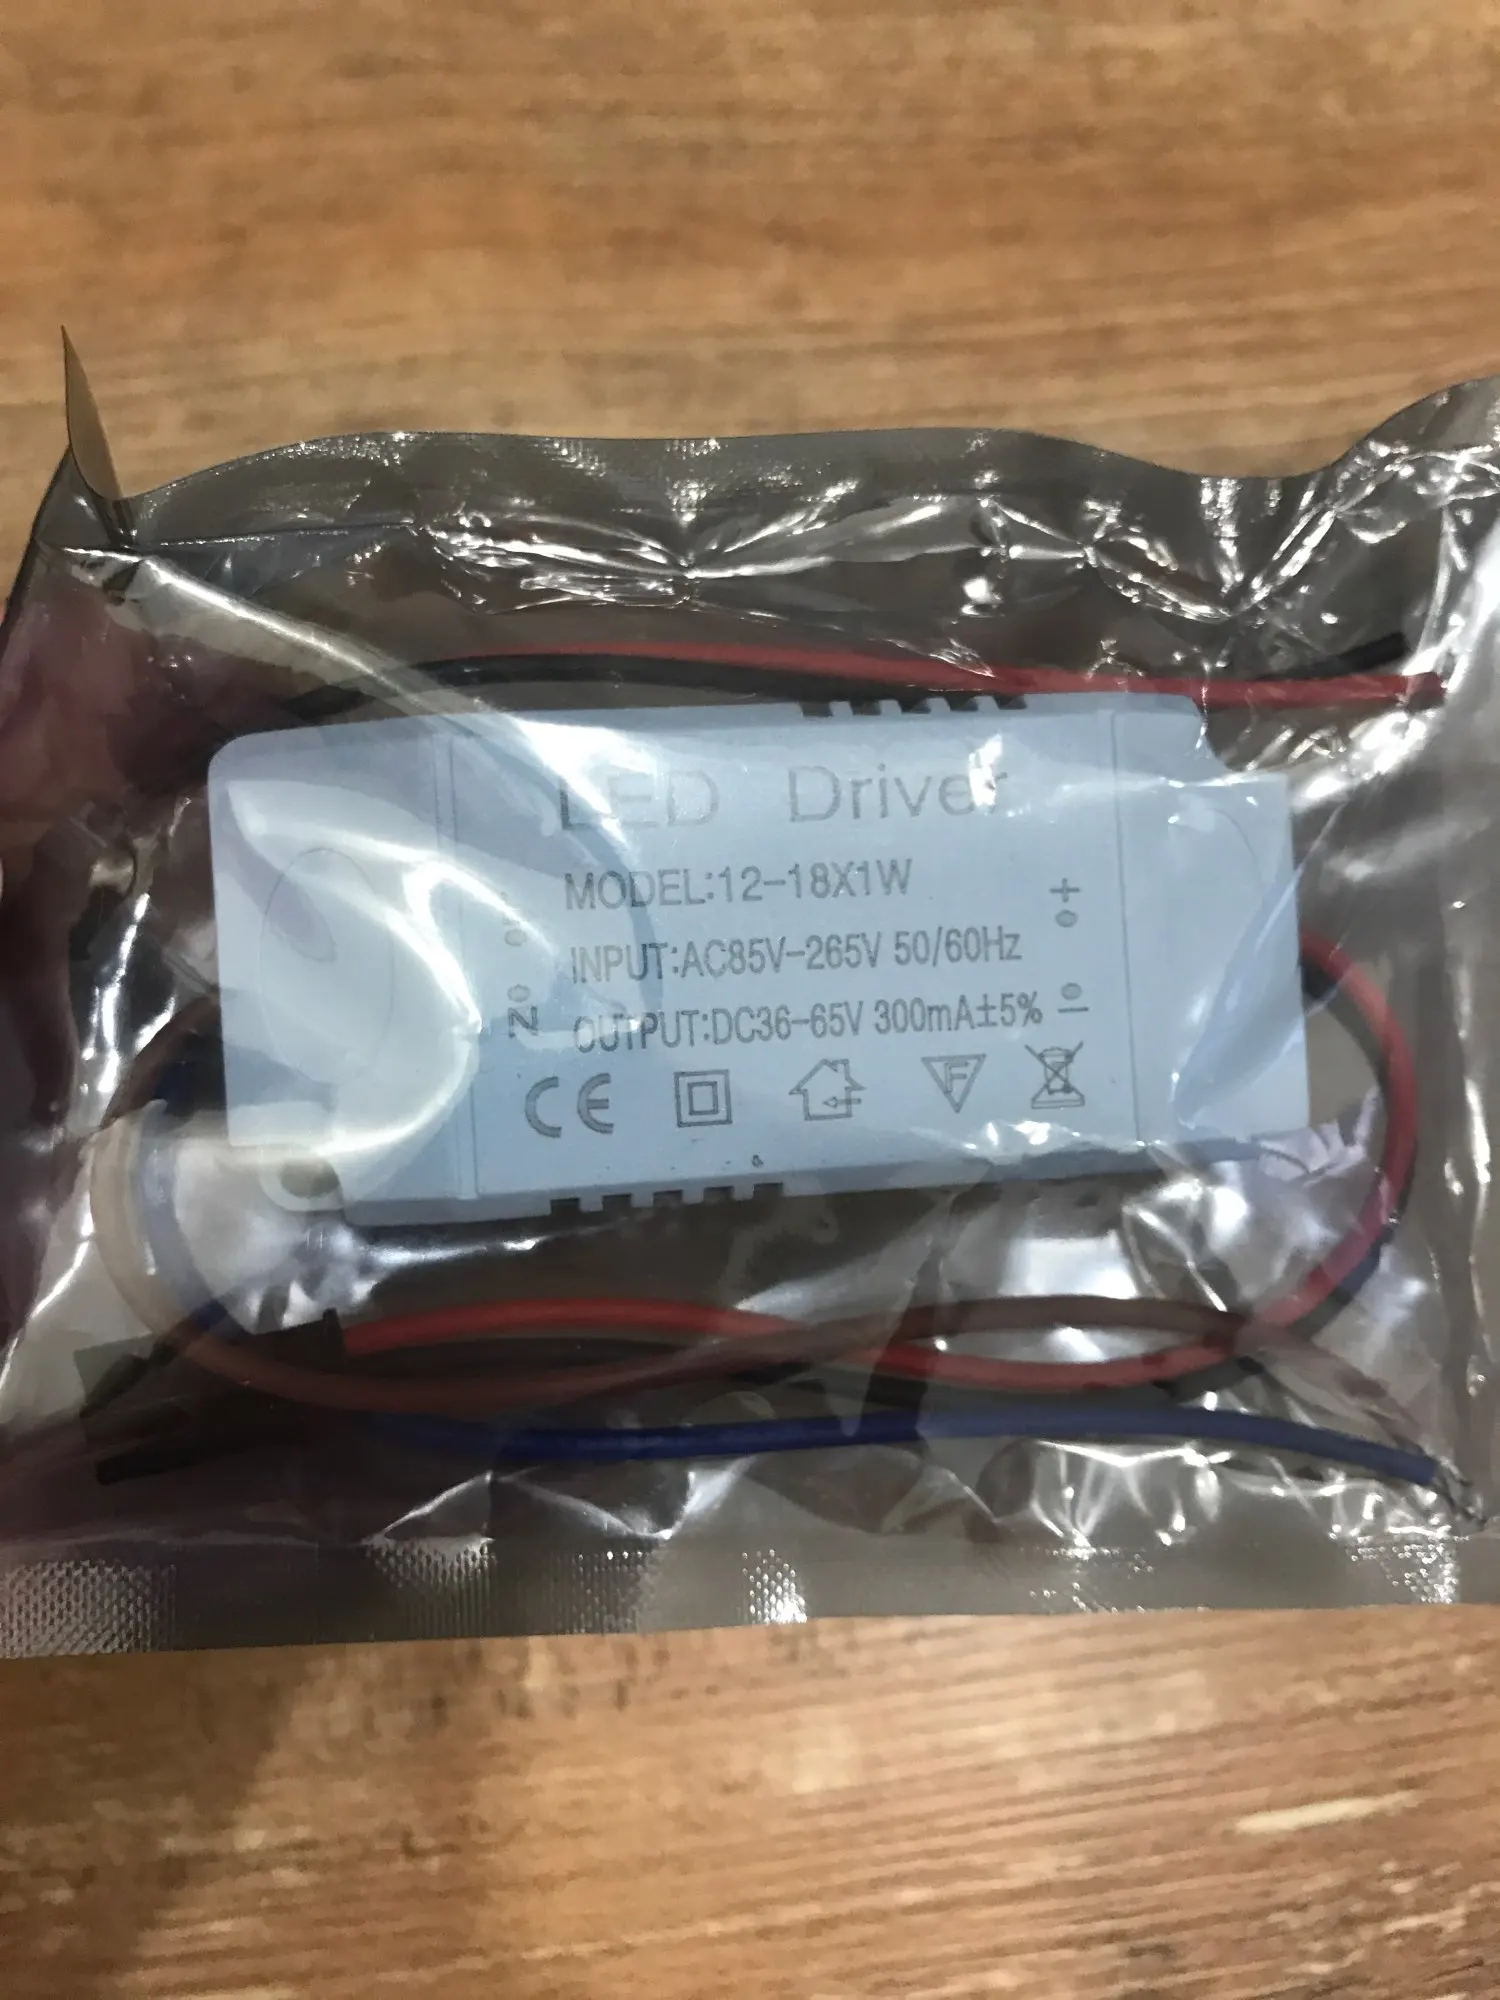 LED Driver
MODEL:12-18X1W
INPUT:AC85V-265V 50/60Hz
OUTPUT:DC36-65V 300mA±5%
+
-
N
CE
F